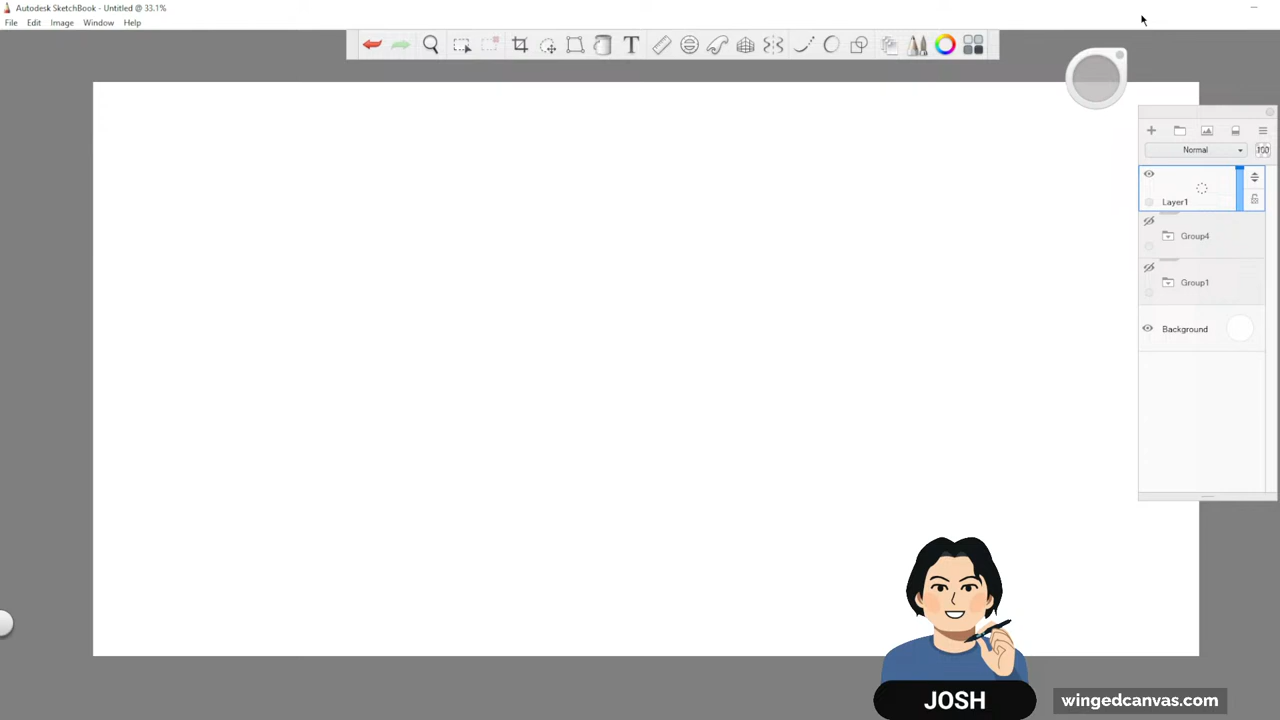 Autodesk SketchBook - Untitled @ 33.1%
File Edit Image Window Help
T
Normal 100
Layer1
Group4
Group1
Background
JOSH
wingedcanvas.com